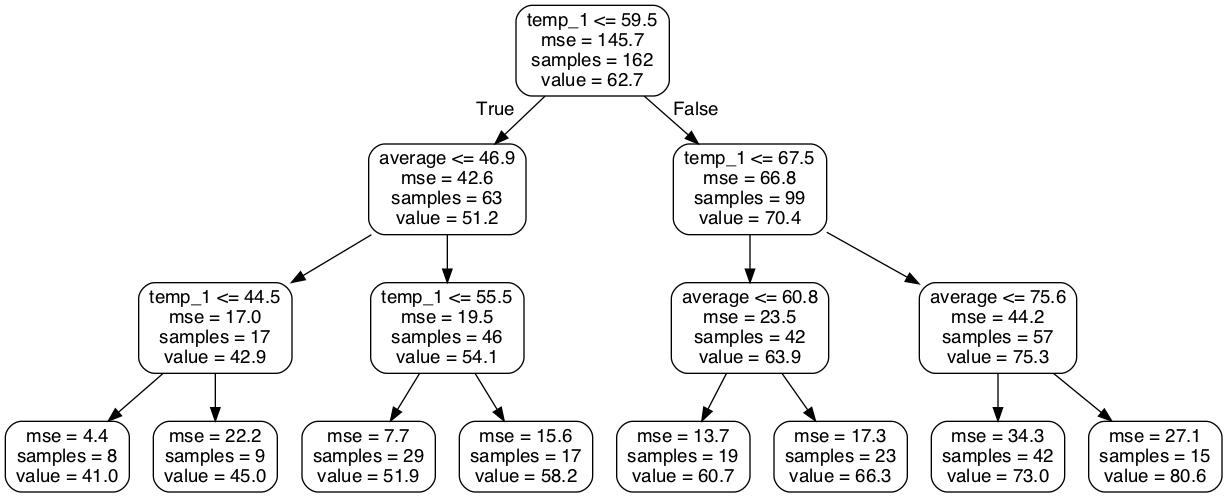 temp_1 <= 59.5
mse = 145.7
samples = 162
value = 62.7
True
False
average <= 46.9
mse = 42.6
samples = 63
value = 51.2
temp_1 <= 67.5
mse = 66.8
samples = 99
value = 70.4
temp_1 <= 44.5
mse = 17.0
samples = 17
value = 42.9
temp_1 <= 55.5
mse = 19.5
samples = 46
value = 54.1
average <= 60.8
mse = 23.5
samples = 42
value = 63.9
average <= 75.6
mse = 44.2
samples = 57
value = 75.3
mse = 4.4
samples = 8
value = 41.0
mse = 22.2
samples = 9
value = 45.0
mse = 7.7
samples = 29
value = 51.9
mse = 15.6
samples = 17
value = 58.2
mse = 13.7
samples = 19
value = 60.7
mse = 17.3
samples = 23
value = 66.3
mse = 34.3
samples = 42
value = 73.0
mse = 27.1
samples = 15
value = 80.6